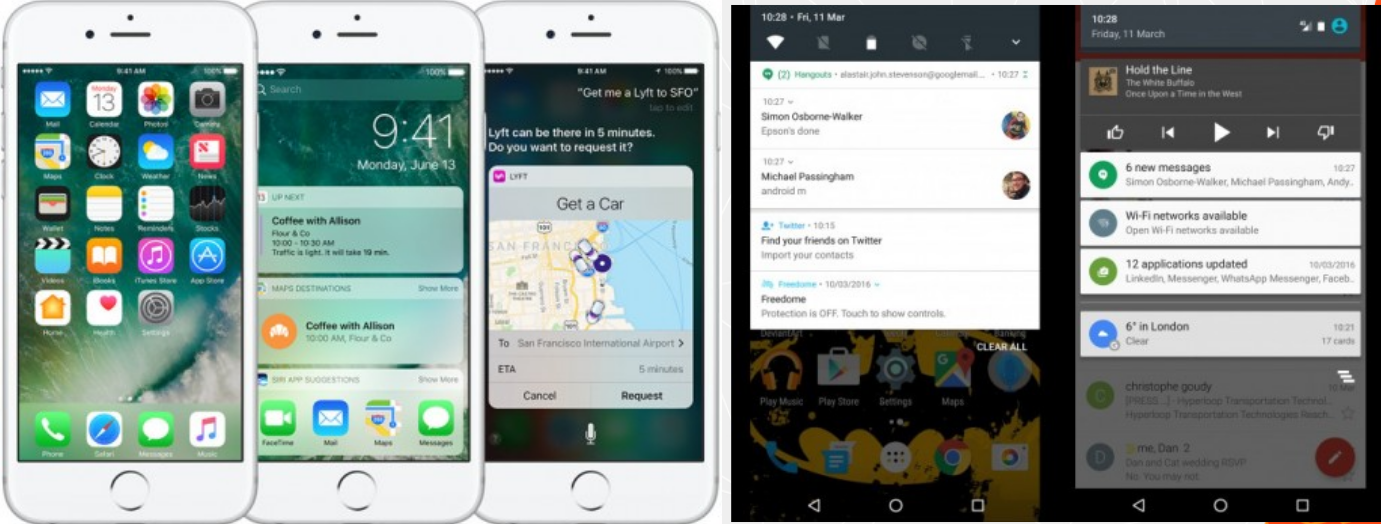 9:41 AM
100%
Monday
13
Mail
Calendar
Photos
Camera
Maps
Clock
Weather
News
Wallet
Notes
Reminders
Stocks
Videos
iBooks
iTunes Store
App Store
Home
Health
Settings
Phone
Safari
Messages
Music
100%
Search
9:41
Monday, June 13
UP NEXT
Coffee with Allison
Flour & Co
10:00 - 10:30 AM
Traffic is light. It will take 19 min.
MAPS DESTINATIONS
Show More
Coffee with Allison
10:00 AM, Flour & Co
SIRI APP SUGGESTIONS
Show More
FaceTime
Mail
Maps
Messages
9:41 AM
100%
“Get me a Lyft to SFO”
tap to edit
Lyft can be there in 5 minutes.
Do you want to request it?
LYFT
Get a Car
101
SAN FRANCISCO
101
To San Francisco International Airport
ETA 5 minutes
Cancel Request
10:28 • Fri, 11 Mar
(2) Hangouts • alastair.john.stevenson@googlemail... • 10:27
10:27
Simon Osborne-Walker
Epson's done
10:27
Michael Passingham
android m
Twitter • 10:15
Find your friends on Twitter
Import your contacts
Freedome • 10/03/2016
Freedome
Protection is OFF. Touch to show controls.
DeviantArt
Banking
CLEAR ALL
Play Music
Play Store
Settings
Maps
10:28
Friday, 11 March
Hold the Line
The White Buffalo
Once Upon a Time in the West
6 new messages 10:27
Simon Osborne-Walker, Michael Passingham, Andy..
Wi-Fi networks available
Open Wi-Fi networks available
12 applications updated 10/03/2016
LinkedIn, Messenger, WhatsApp Messenger, Faceb..
6° in London 10:21
Clear 17 cards
C
christophe goudy 10 Mar
[PRESS ...] - Hyperloop Transportation Technol...
Hyperloop Transportation Technologies Reach...
D
me, Dan 2
Dan and Cat wedding RSVP
No. You may not.